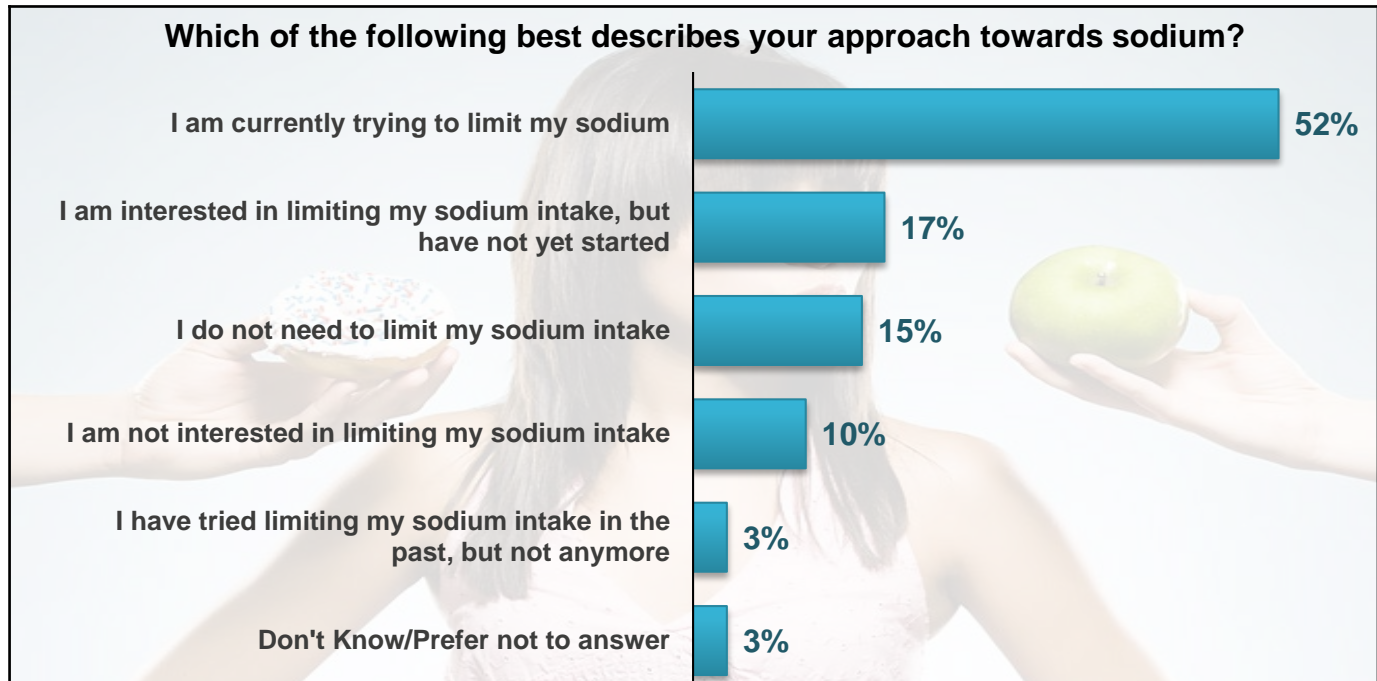 Which of the following best describes your approach towards sodium?
I am currently trying to limit my sodium
52%
I am interested in limiting my sodium intake, but
have not yet started
17%
I do not need to limit my sodium intake
15%
I am not interested in limiting my sodium intake
10%
I have tried limiting my sodium intake in the
past, but not anymore
3%
Don't Know/Prefer not to answer
3%